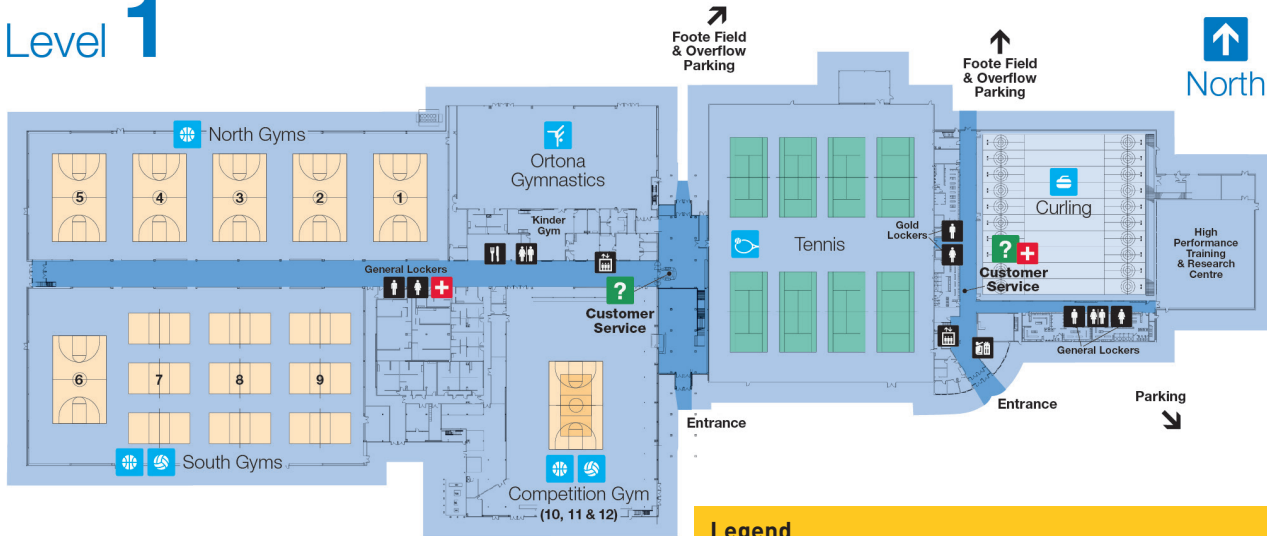 Level 1
Foote Field
& Overflow
Parking
Foote Field
& Overflow
Parking
North
North Gyms
5
4
3
2
1
Ortona
Gymnastics
Kinder
Gym
General Lockers
?
Customer
Service
6
7
8
9
South Gyms
Competition Gym
(10, 11 & 12)
Entrance
Tennis
Gold
Lockers
Curling
?
Customer
Service
High
Performance
Training
& Research
Centre
General Lockers
Entrance
Parking
Legend